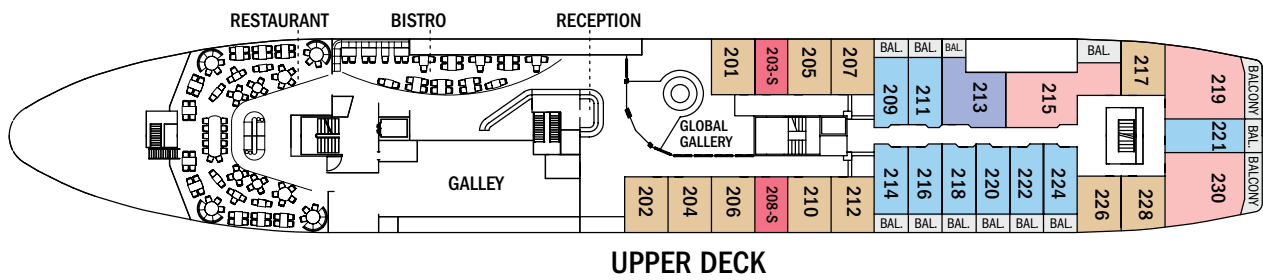 RESTAURANT BISTRO RECEPTION
BAL. BAL. BAL. BAL.
201 203-S 205 207 209 211 213 215 217 219 BALCONY
GLOBAL
GALLERY
221 BAL.
GALLEY
202 204 206 208-S 210 212 214 216 218 220 222 224 226 228 230 BALCONY
BAL. BAL. BAL. BAL. BAL. BAL.
UPPER DECK